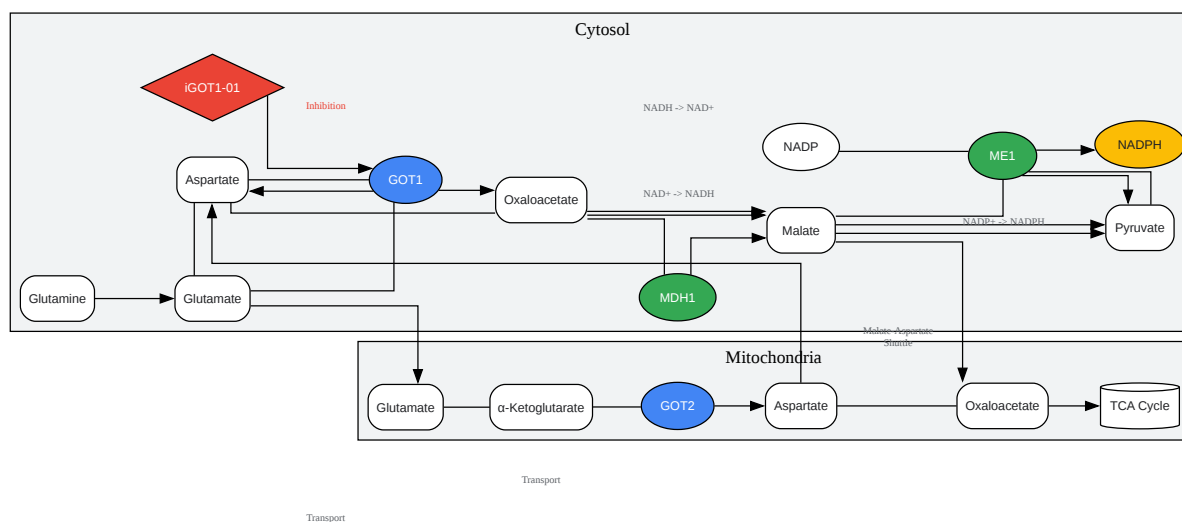 Cytosol
iGOT1-01
Inhibition
NADH -> NAD+
NADP
ME1
NADPH
Aspartate
GOT1
Oxaloacetate
NAD+ -> NADH
Malate
NADP+ -> NADPH
Pyruvate
Glutamine
Glutamate
MDH1
Malate-Aspartate
Shuttle
Mitochondria
Glutamate
α-Ketoglutarate
GOT2
Aspartate
Oxaloacetate
TCA Cycle
Transport
Transport